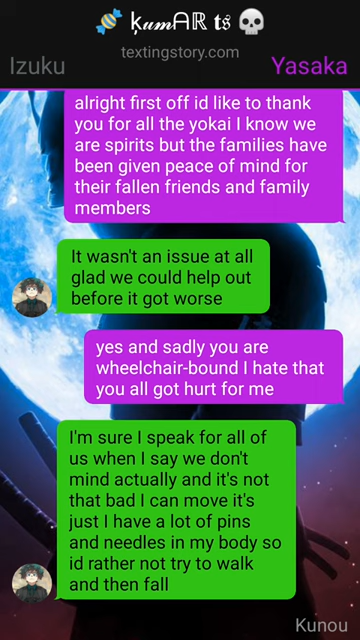 🍬 ķ𝓾𝓶ᗩℝ 𝖙𝔰 💀
textingstory.com
Izuku
Yasaka
alright first off id like to thank
you for all the yokai I know we
are spirits but the families have
been given peace of mind for
their fallen friends and family
members
It wasn't an issue at all
glad we could help out
before it got worse
yes and sadly you are
wheelchair-bound I hate that
you all got hurt for me
I'm sure I speak for all of
us when I say we don't
mind actually and it's not
that bad I can move it's
just I have a lot of pins
and needles in my body so
id rather not try to walk
and then fall
Kunou